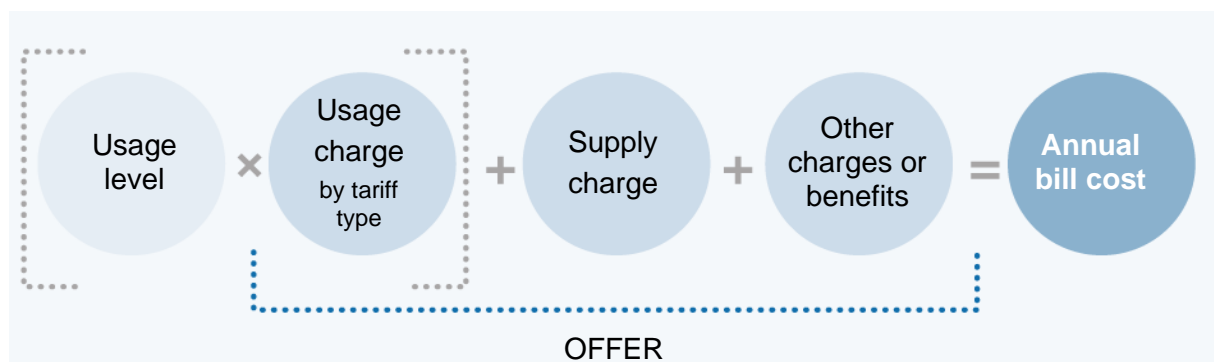 Usage
level
×
Usage
charge
by tariff
type
+
Supply
charge
+
Other
charges or
benefits
=
Annual
bill cost
OFFER